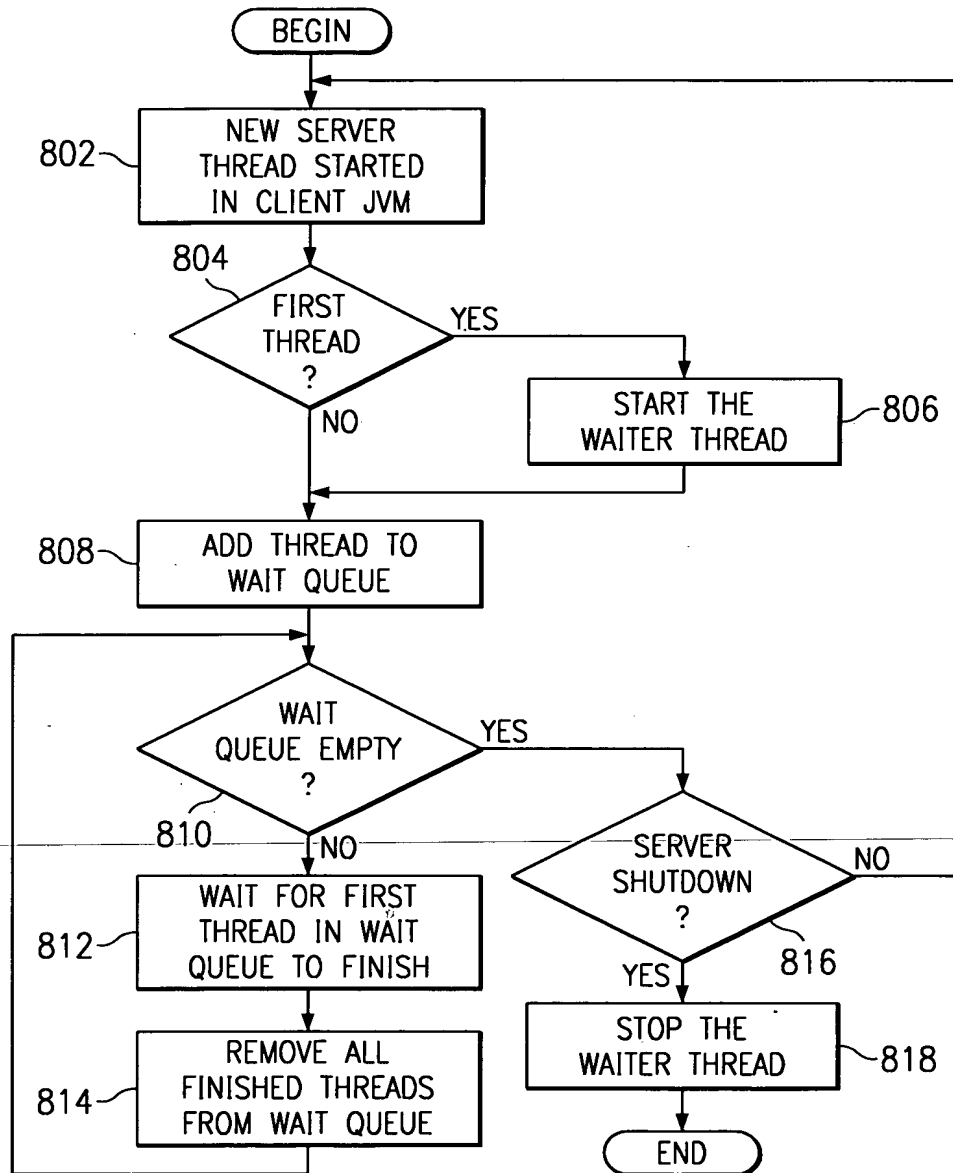 BEGIN
802
NEW SERVER
THREAD STARTED
IN CLIENT JVM
804
FIRST
THREAD
?
YES
NO
START THE
WAITER THREAD
806
808
ADD THREAD TO
WAIT QUEUE
WAIT
QUEUE EMPTY
?
YES
810
NO
SERVER
SHUTDOWN
?
NO
816
YES
812
WAIT FOR FIRST
THREAD IN WAIT
QUEUE TO FINISH
STOP THE
WAITER THREAD
818
814
REMOVE ALL
FINISHED THREADS
FROM WAIT QUEUE
END